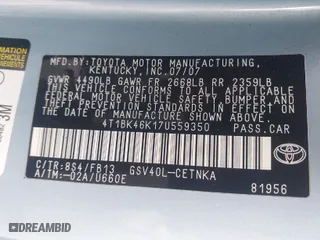 MFD.BY:TOYOTA MOTOR MANUFACTURING,
KENTUCKY,INC.07/07
GVWR 4490LB GAWR FR 2668LB RR 2359LB
THIS VEHICLE CONFORMS TO ALL APPLICABLE
FEDERAL MOTOR VEHICLE SAFETY, BUMPER, AND
THEFT PREVENTION STANDARDS IN EFFECT ON
THE DATE OF MANUFACTURE SHOWN ABOVE.
4T1BK46K17U559350 PASS.CAR
C/TR:8S4/FB13 GSV40L-CETNKA
A/TM:-02A/U660E
TOYOTA
81956
3M